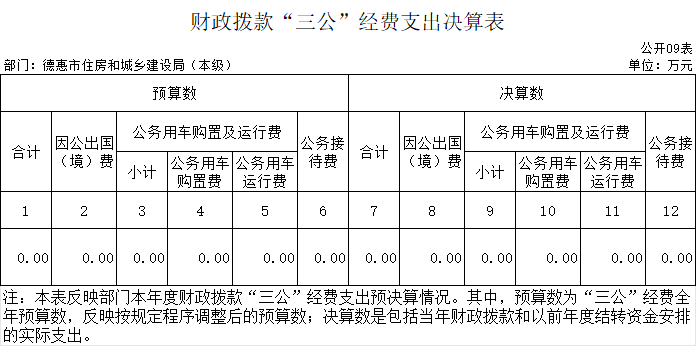 财政拨款“三公”经费支出决算表
公开09表
部门：德惠市住房和城乡建设局（本级） 单位：万元
预算数 决算数
合计 因公出国（境）费 公务用车购置及运行费 公务接待费 合计 因公出国（境）费 公务用车购置及运行费 公务接待费
小计 公务用车购置费 公务用车运行费 小计 公务用车购置费 公务用车运行费
1 2 3 4 5 6 7 8 9 10 11 12
0.00 0.00 0.00 0.00 0.00 0.00 0.00 0.00 0.00 0.00 0.00 0.00
注：本表反映部门本年度财政拨款“三公”经费支出预决算情况。其中，预算数为“三公”经费全
年预算数，反映按规定程序调整后的预算数；决算数是包括当年财政拨款和以前年度结转资金安排
的实际支出。